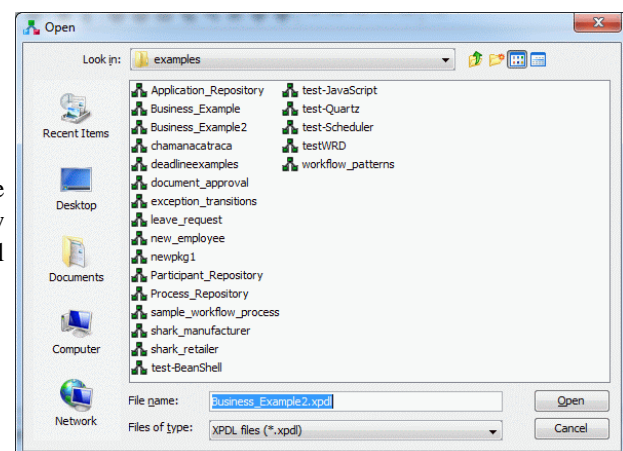 Open
Look in:
examples
Application_Repository
Business_Example
Business_Example2
chamanacatraca
deadlineexamples
document_approval
exception_transitions
leave_request
new_employee
newpkg1
Participant_Repository
Process_Repository
sample_workflow_process
shark_manufacturer
shark_retailer
test-BeanShell
test-JavaScript
test-Quartz
test-Scheduler
testWRD
workflow_patterns
Recent Items
Desktop
Documents
Computer
Network
File name:
Business_Example2.xpdl
Open
Files of type:
XPDL files (*.xpdl)
Cancel